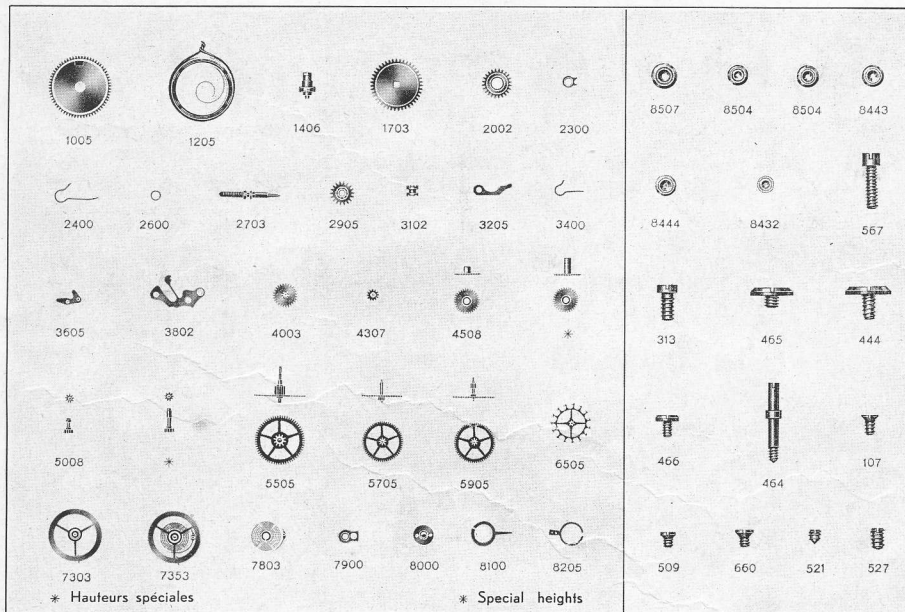 1005 1205 1406 1703 2002 2300
2400 2600 2703 2905 3102 3205 3400
3605 3802 4003 4307 4508 *
5008 * 5505 5705 5905 6505
7303 7353 7803 7900 8000 8100 8205
* Hauteurs spéciales * Special heights
8507 8504 8504 8443
8444 8432 567
313 465 444
466 464 107
509 660 521 527